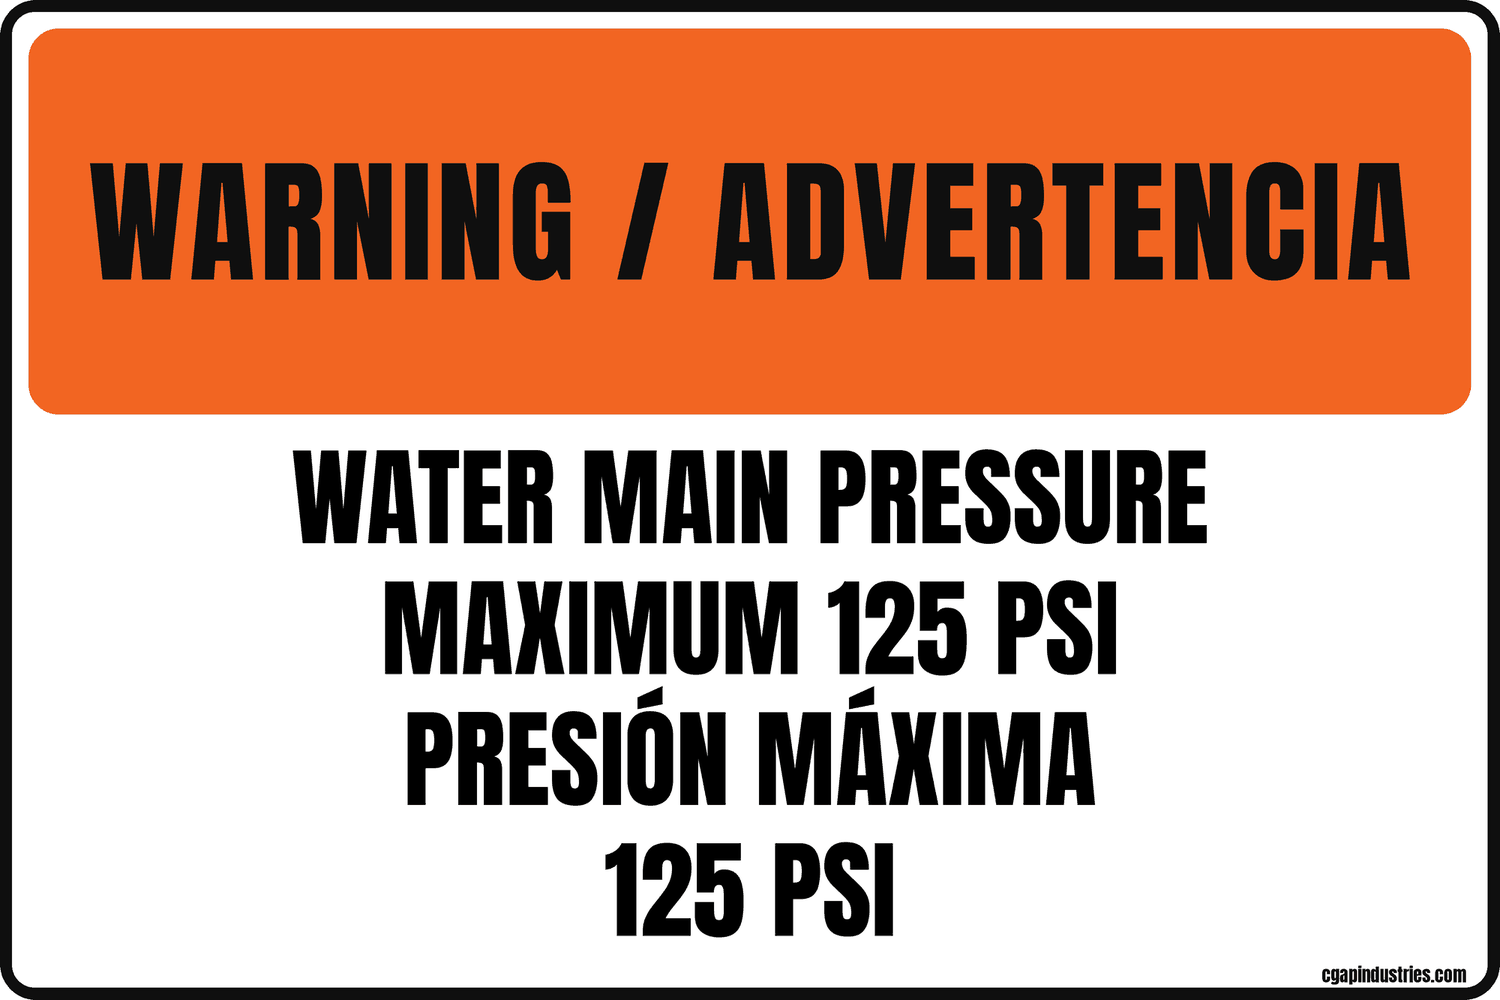 WARNING / ADVERTENCIA
WATER MAIN PRESSURE
MAXIMUM 125 PSI
PRESIÓN MÁXIMA
125 PSI
cgapindustries.com